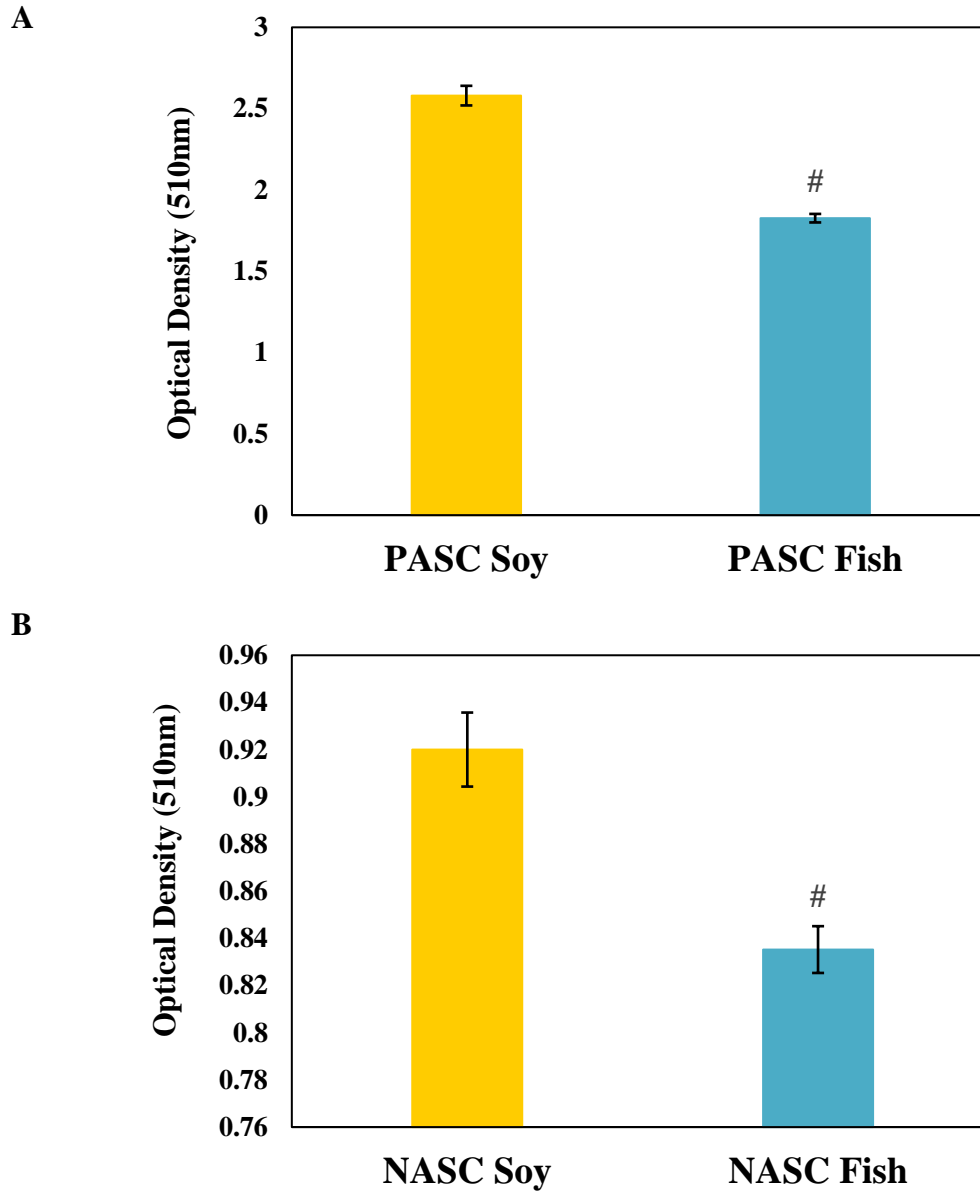 A
Optical Density (510nm)
3
2.5
2
1.5
1
0.5
0
#
PASC Soy
PASC Fish
B
Optical Density (510nm)
0.96
0.94
0.92
0.9
0.88
0.86
0.84
0.82
0.8
0.78
0.76
#
NASC Soy
NASC Fish